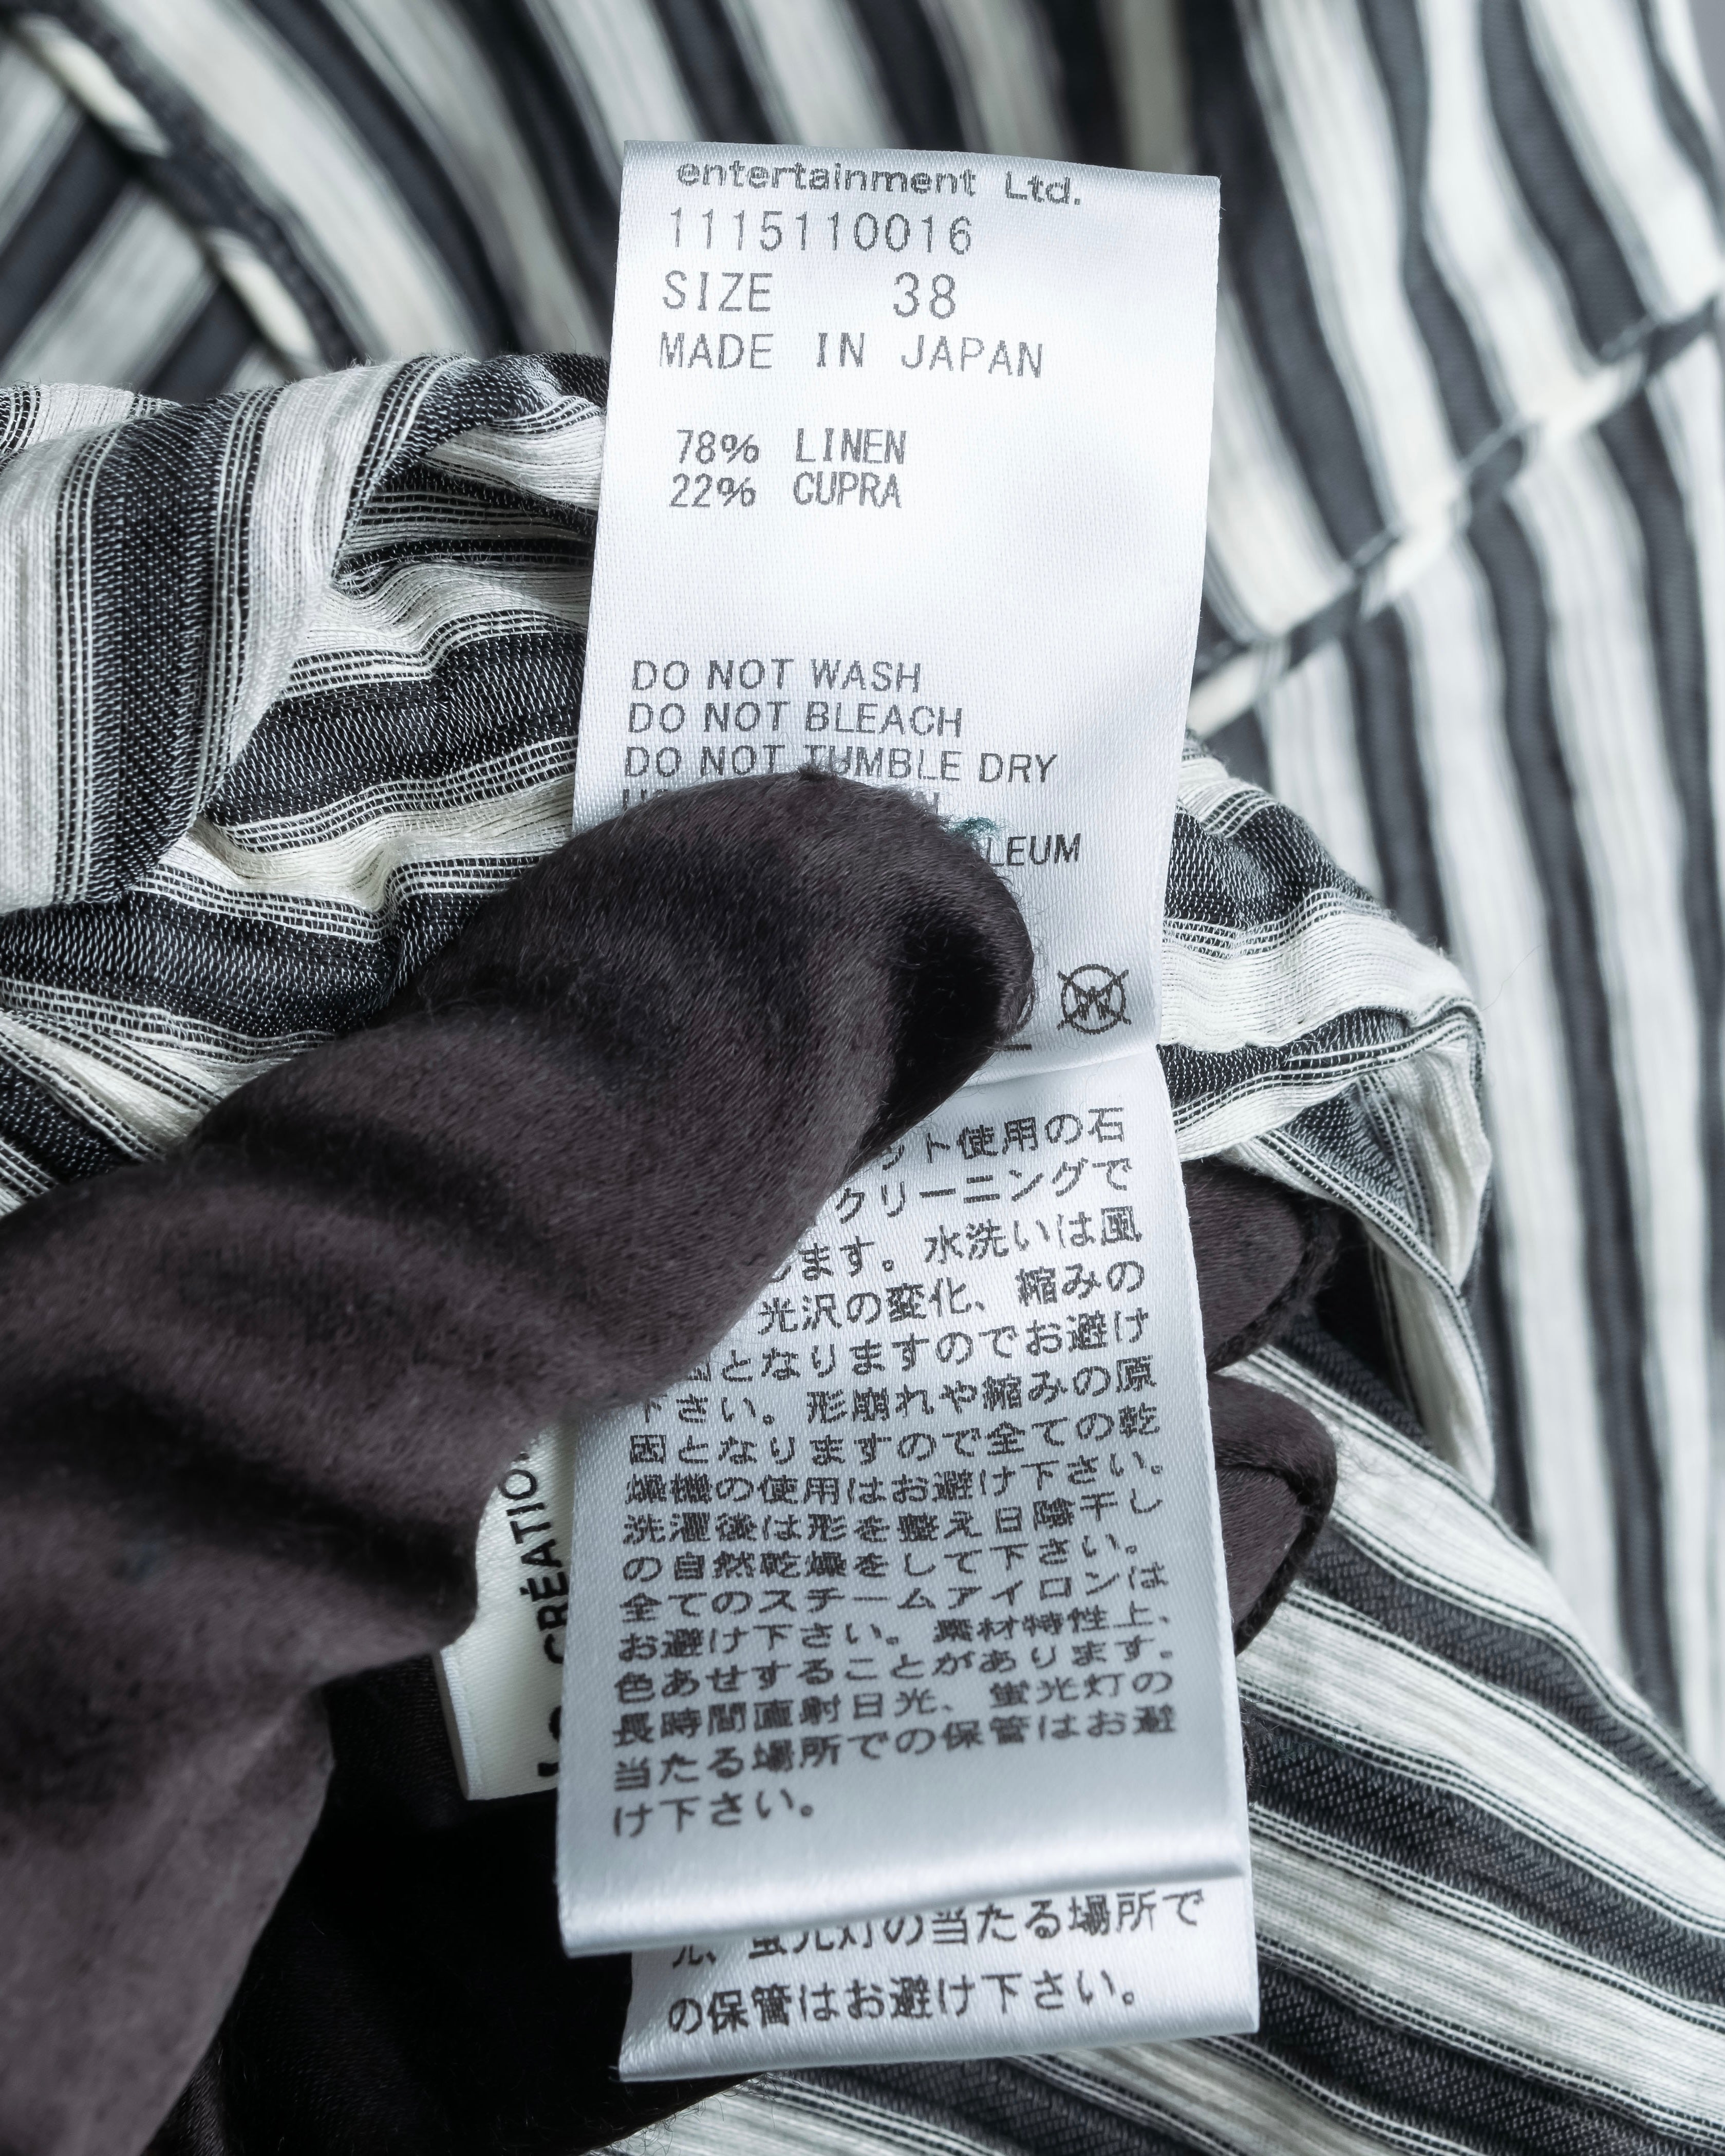 entertainment Ltd.
1115110016
SIZE 38
MADE IN JAPAN
78% LINEN
22% CUPRA
DO NOT WASH
DO NOT BLEACH
DO NOT TUMBLE DRY
LEUM
W
ット使用の石
クリーニングで
します。水洗いは風
光沢の変化、縮みの
因となりますのでお避け
下さい。形崩れや縮みの原
因となりますので全ての乾
燥機の使用はお避け下さい。
洗濯後は形を整え日陰干し
の自然乾燥をして下さい。
全てのスチームアイロンは
お避け下さい。素材特性上、
色あせすることがあります。
長時間直射日光、蛍光灯の
当たる場所での保管はお避
け下さい。
光、蛍光灯の当たる場所で
の保管はお避け下さい。
CRÉATIO